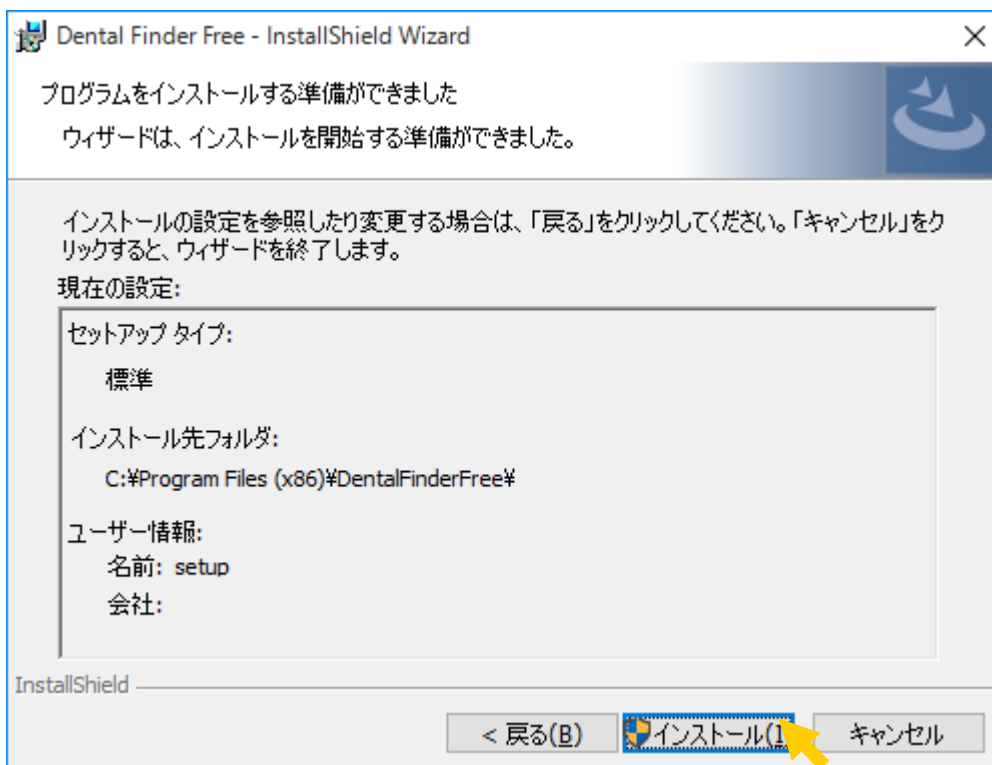 Dental Finder Free - InstallShield Wizard
プログラムをインストールする準備ができました
ウィザードは、インストールを開始する準備ができました。
インストールの設定を参照したり変更する場合は、「戻る」をクリックしてください。「キャンセル」をク
リックすると、ウィザードを終了します。
現在の設定:
セットアップ タイプ:
標準
インストール先フォルダ:
C:¥Program Files (x86)¥DentalFinderFree¥
ユーザー情報:
名前: setup
会社:
InstallShield
< 戻る(B)
インストール(I
キャンセル